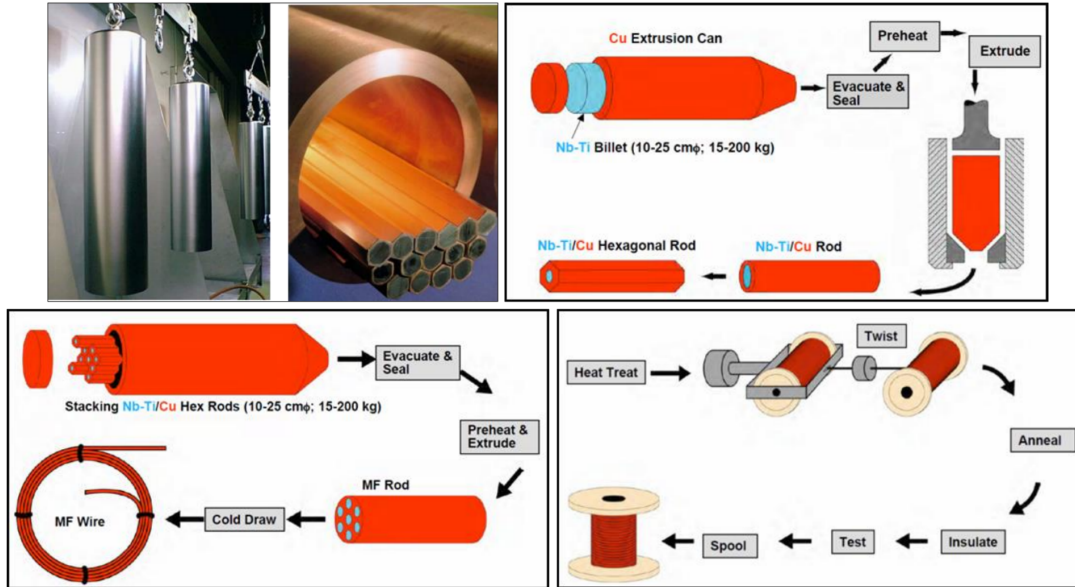 Cu Extrusion Can
Preheat
Extrude
Evacuate &
Seal
Nb-Ti Billet (10-25 cmϕ; 15-200 kg)
Nb-Ti/Cu Hexagonal Rod
Nb-Ti/Cu Rod
Evacuate &
Seal
Stacking Nb-Ti/Cu Hex Rods (10-25 cmϕ; 15-200 kg)
Preheat &
Extrude
MF Rod
Cold Draw
MF Wire
Heat Treat
Twist
Anneal
Insulate
Test
Spool